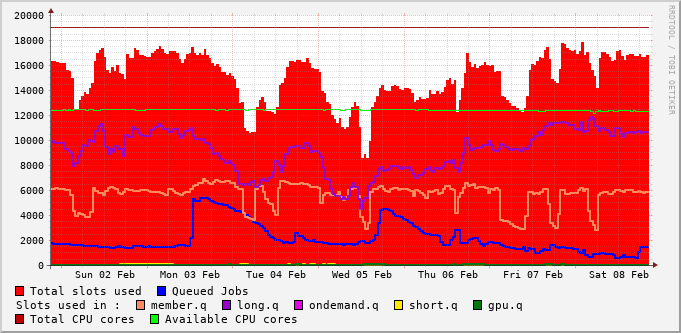 20000
18000
16000
14000
12000
10000
8000
6000
4000
2000
0
Sun 02 Feb Mon 03 Feb Tue 04 Feb Wed 05 Feb Thu 06 Feb Fri 07 Feb Sat 08 Feb
RRDTOOL / TOBI OETIKER
Total slots used Queued Jobs
Slots used in : member.q long.q ondemand.q short.q gpu.q
Total CPU cores Available CPU cores